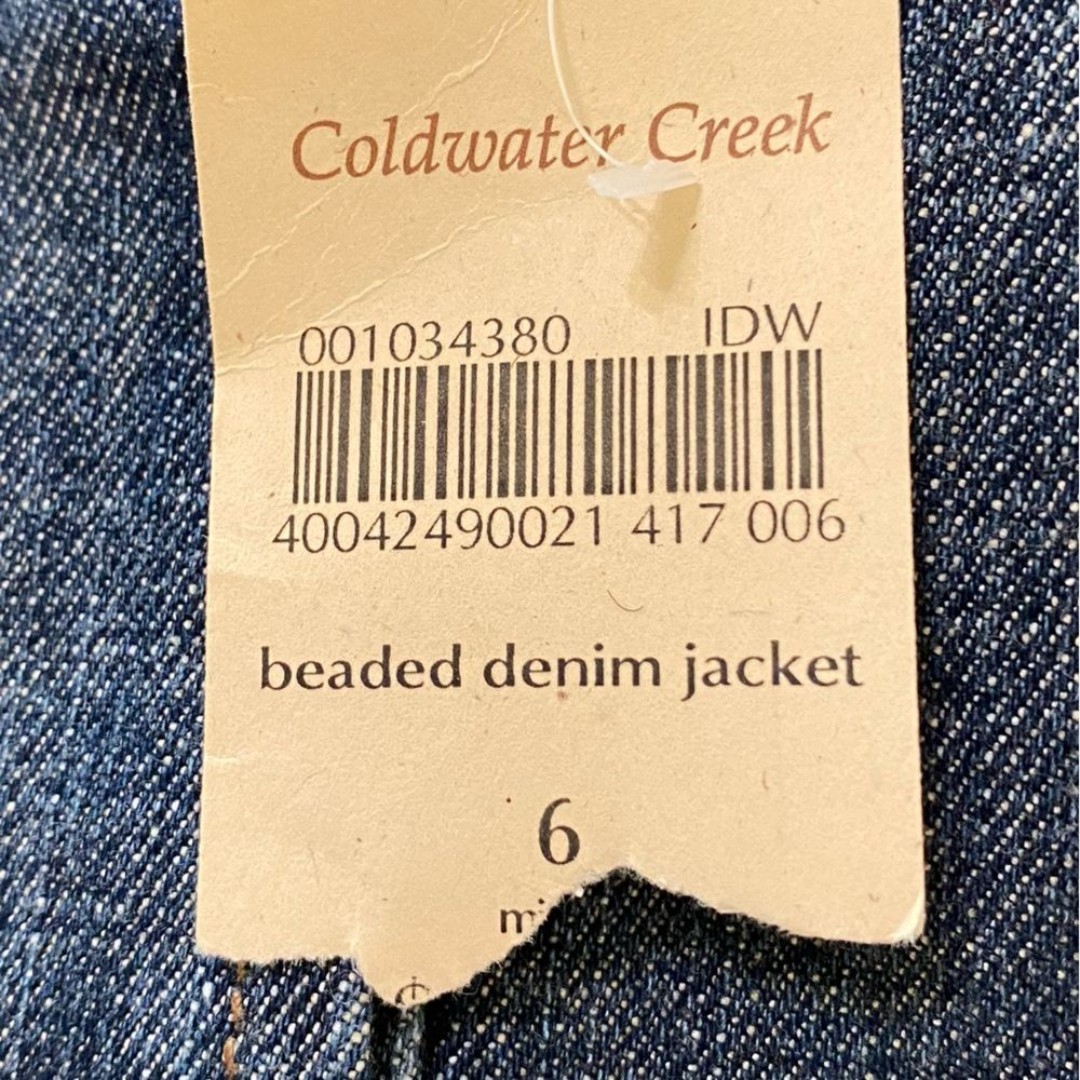 Coldwater Creek
001034380 IDW
40042490021 417 006
beaded denim jacket
6